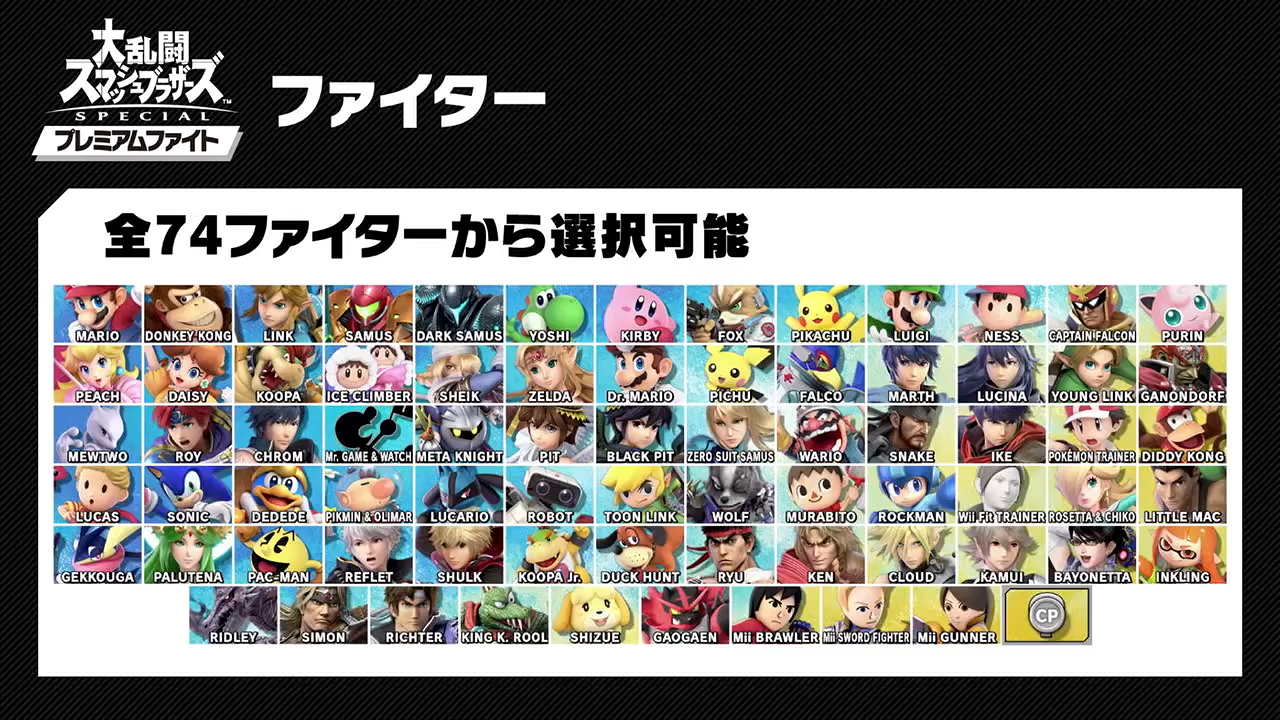 大乱闘
スマッシュブラザーズ™
SPECIAL
プレミアムファイト
ファイター
全74ファイターから選択可能
MARIO DONKEY KONG LINK SAMUS DARK SAMUS YOSHI KIRBY FOX PIKACHU LUIGI NESS CAPTAIN FALCON PURIN
PEACH DAISY KOOPA ICE CLIMBER SHEIK ZELDA Dr. MARIO PICHU FALCO MARTH LUCINA YOUNG LINK GANONDORF
MEWTWO ROY CHROM Mr. GAME & WATCH META KNIGHT PIT BLACK PIT ZERO SUIT SAMUS WARIO SNAKE IKE POKÉMON TRAINER DIDDY KONG
LUCAS SONIC DEDEDE PIKMIN & OLIMAR LUCARIO ROBOT TOON LINK WOLF MURABITO ROCKMAN Wii Fit TRAINER ROSETTA & CHIKO LITTLE MAC
GEKKOUGA PALUTENA PAC-MAN REFLET SHULK KOOPA Jr. DUCK HUNT RYU KEN CLOUD KAMUI BAYONETTA INKLING
RIDLEY SIMON RICHTER KING K. ROOL SHIZUE GAOGAEN Mii BRAWLER Mii SWORD FIGHTER Mii GUNNER CP